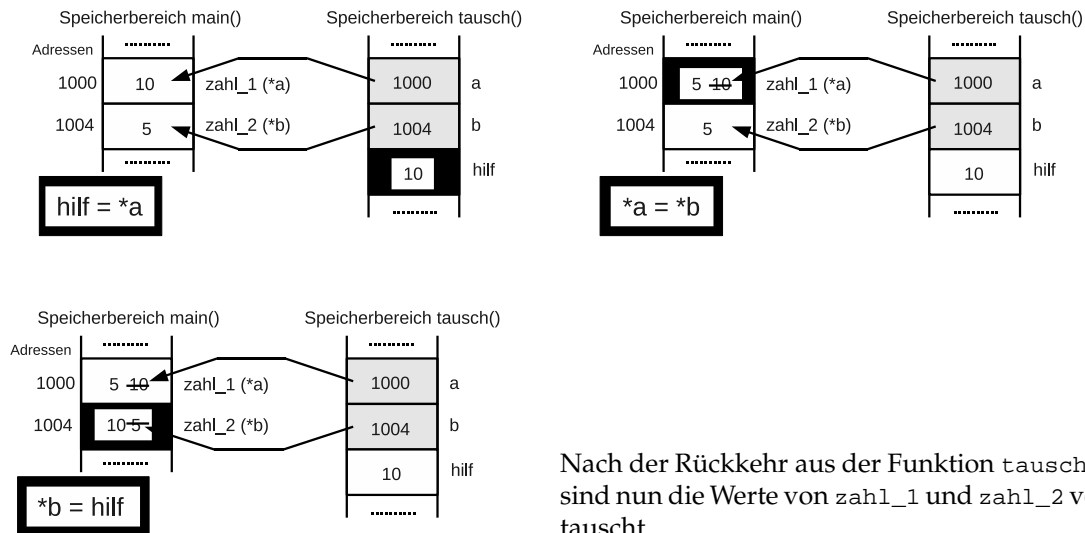 Speicherbereich main() Speicherbereich tausch()
Adressen
1000 10 zahl_1 (*a) 1000 a
1004 5 zahl_2 (*b) 1004 b
10 hilf
hilf = *a
Speicherbereich main() Speicherbereich tausch()
Adressen
1000 5 10 zahl_1 (*a) 1000 a
1004 5 zahl_2 (*b) 1004 b
10 hilf
*a = *b
Speicherbereich main() Speicherbereich tausch()
Adressen
1000 5 10 zahl_1 (*a) 1000 a
1004 10 5 zahl_2 (*b) 1004 b
10 hilf
*b = hilf
Nach der Rückkehr aus der Funktion tausch
sind nun die Werte von zahl_1 und zahl_2
tauscht